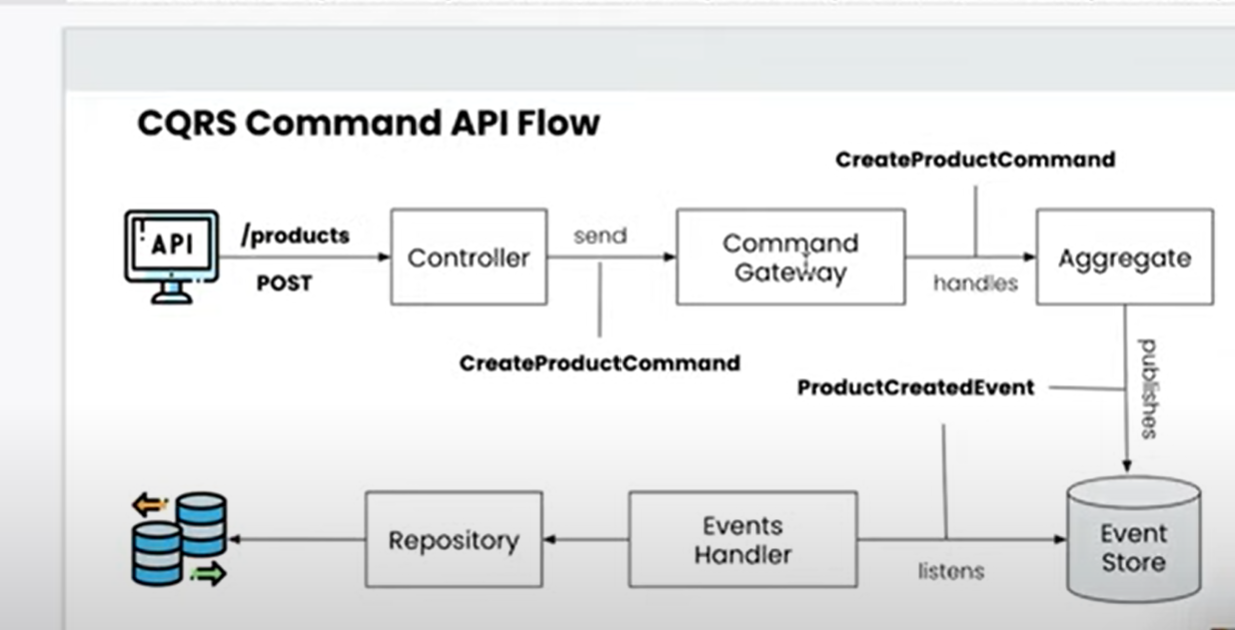 CQRS Command API Flow
CreateProductCommand
API
/products
POST
Controller
send
Command
Gateway
handles
Aggregate
CreateProductCommand
publishes
ProductCreatedEvent
Repository
Events
Handler
listens
Event
Store